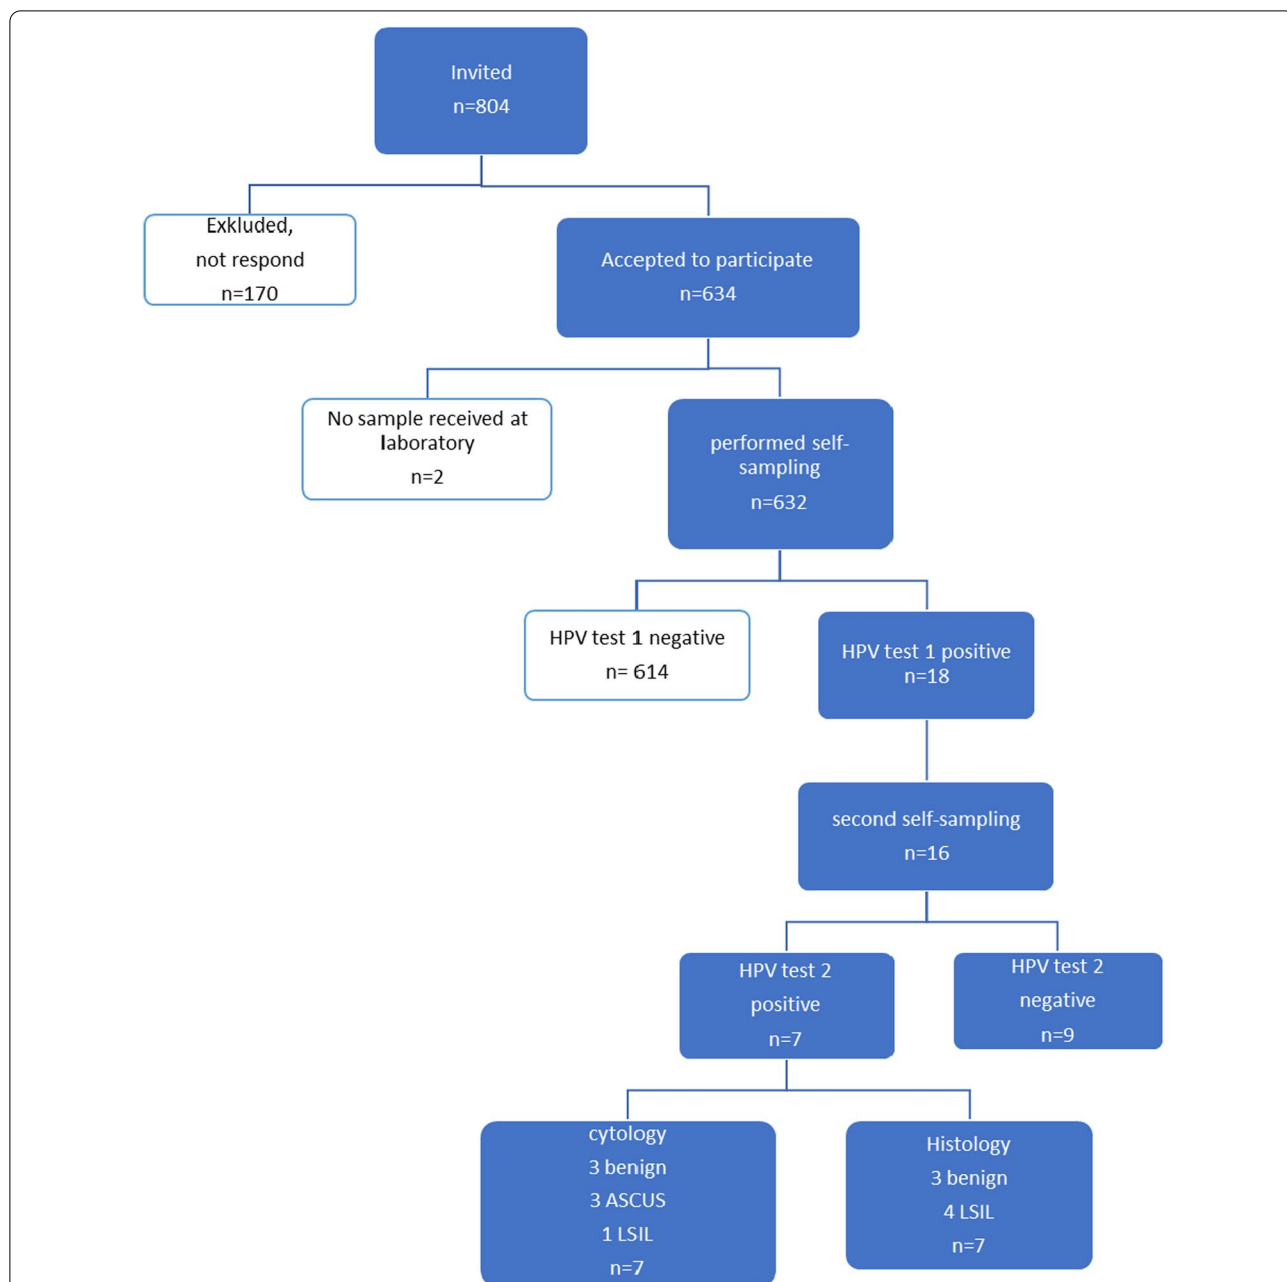 Invited
n=804
Exkluded,
not respond
n=170
Accepted to participate
n=634
No sample received at
laboratory
n=2
performed self-
sampling
n=632
HPV test 1 negative
n= 614
HPV test 1 positive
n=18
second self-sampling
n=16
HPV test 2
positive
n=7
HPV test 2
negative
n=9
cytology
3 benign
3 ASCUS
1 LSIL
n=7
Histology
3 benign
4 LSIL
n=7